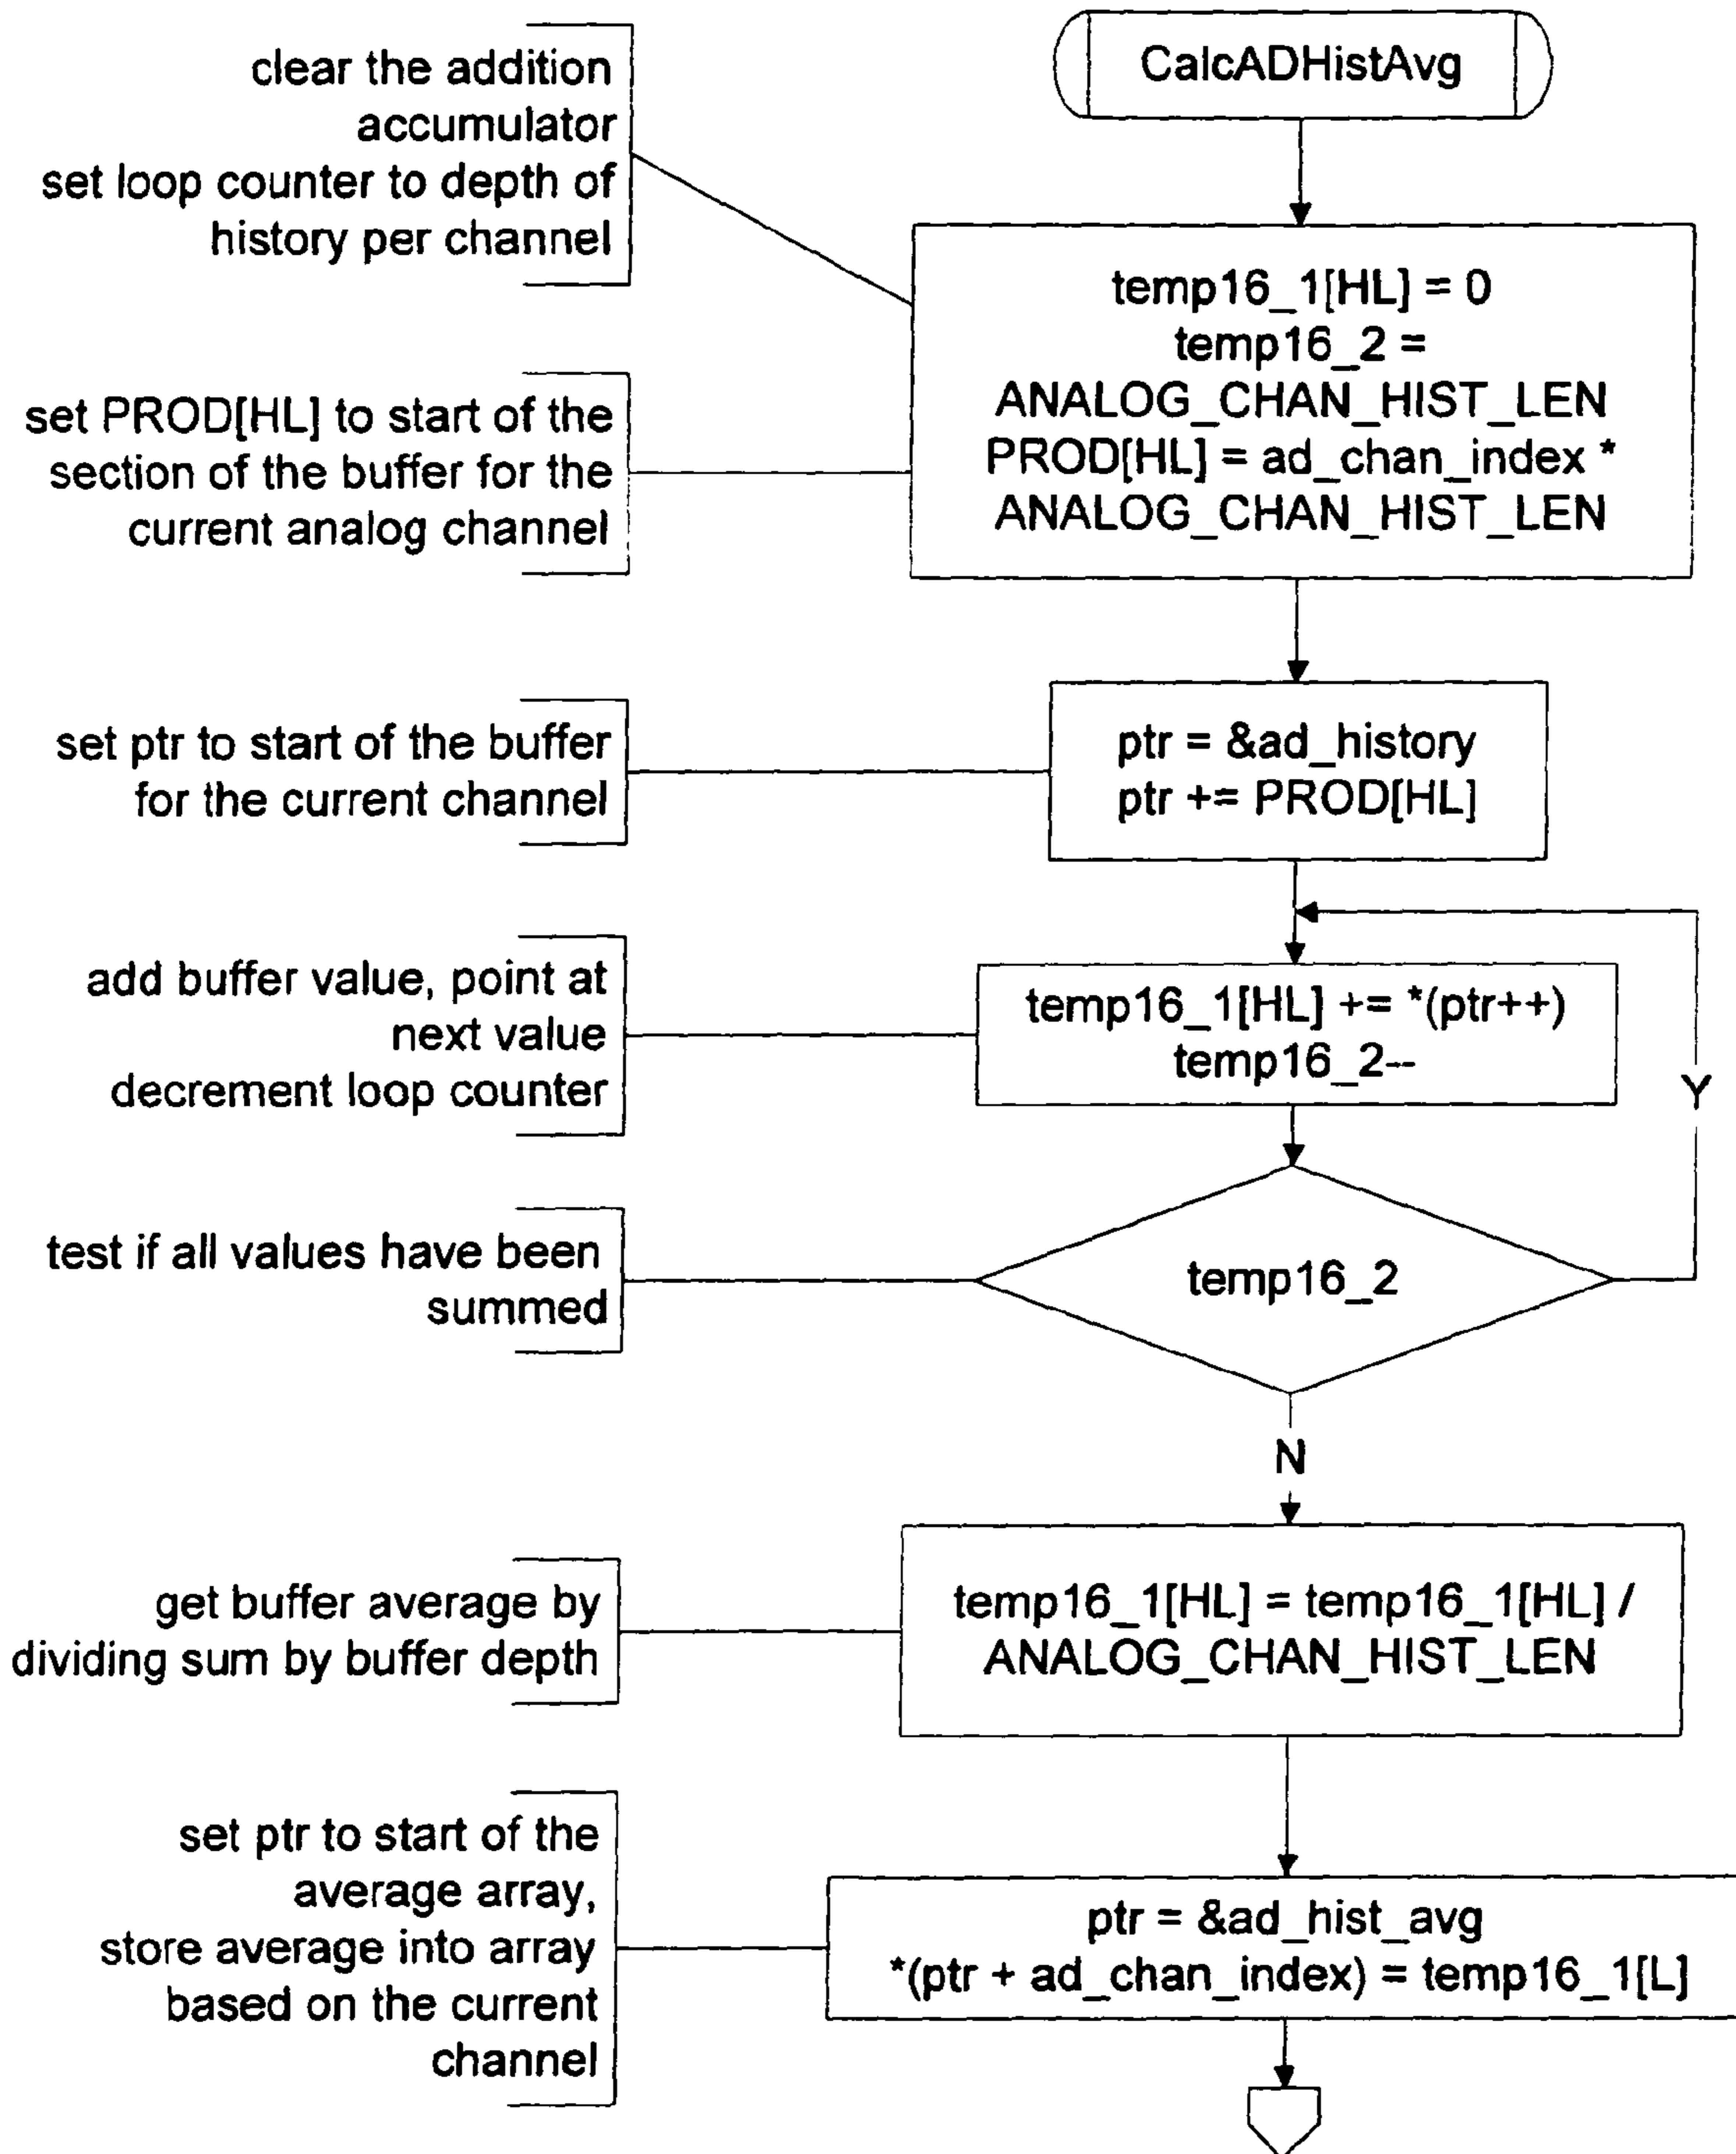 CalcADHistAvg
clear the addition
accumulator
set loop counter to depth of
history per channel
set PROD[HL] to start of the
section of the buffer for the
current analog channel
temp16_1[HL] = 0
temp16_2 =
ANALOG_CHAN_HIST_LEN
PROD[HL] = ad_chan_index *
ANALOG_CHAN_HIST_LEN
set ptr to start of the buffer
for the current channel
ptr = &ad_history
ptr += PROD[HL]
add buffer value, point at
next value
decrement loop counter
temp16_1[HL] += *(ptr++)
temp16_2--
Y
test if all values have been
summed
temp16_2
N
get buffer average by
dividing sum by buffer depth
temp16_1[HL] = temp16_1[HL] /
ANALOG_CHAN_HIST_LEN
set ptr to start of the
average array,
store average into array
based on the current
channel
ptr = &ad_hist_avg
*(ptr + ad_chan_index) = temp16_1[L]